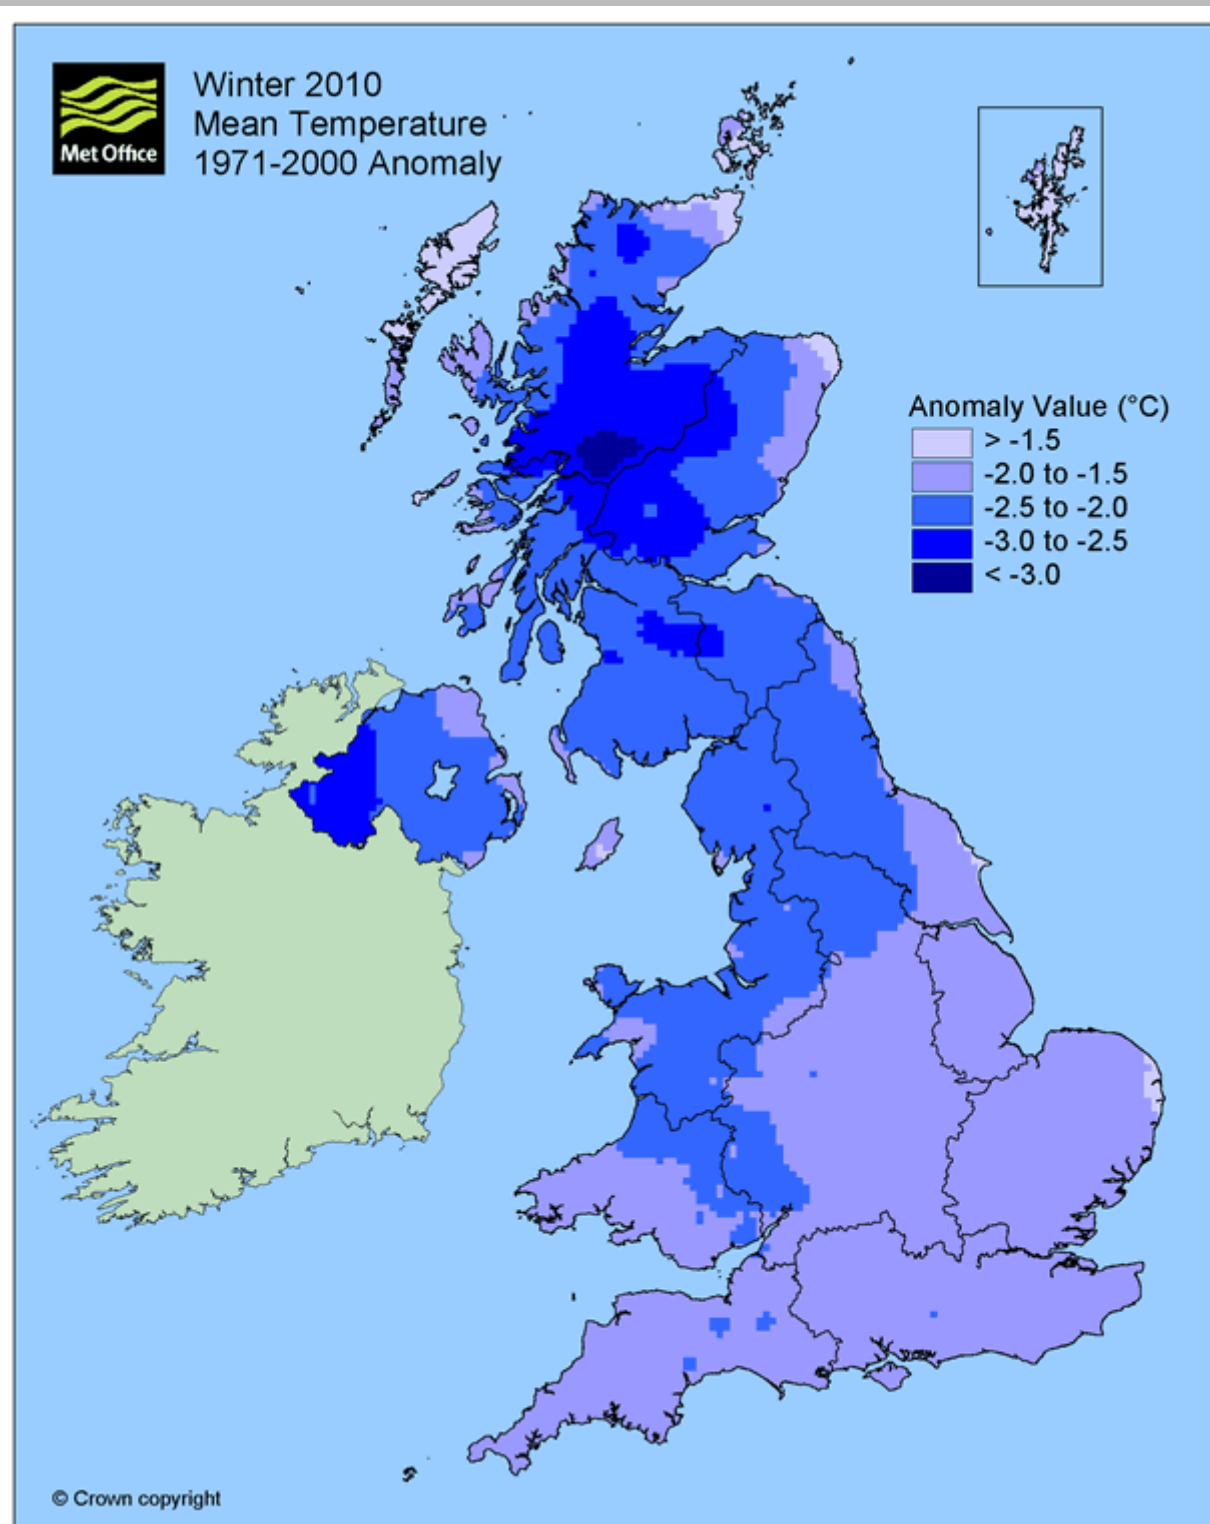 Met Office
Winter 2010
Mean Temperature
1971-2000 Anomaly
Anomaly Value (°C)
> -1.5
-2.0 to -1.5
-2.5 to -2.0
-3.0 to -2.5
< -3.0
© Crown copyright